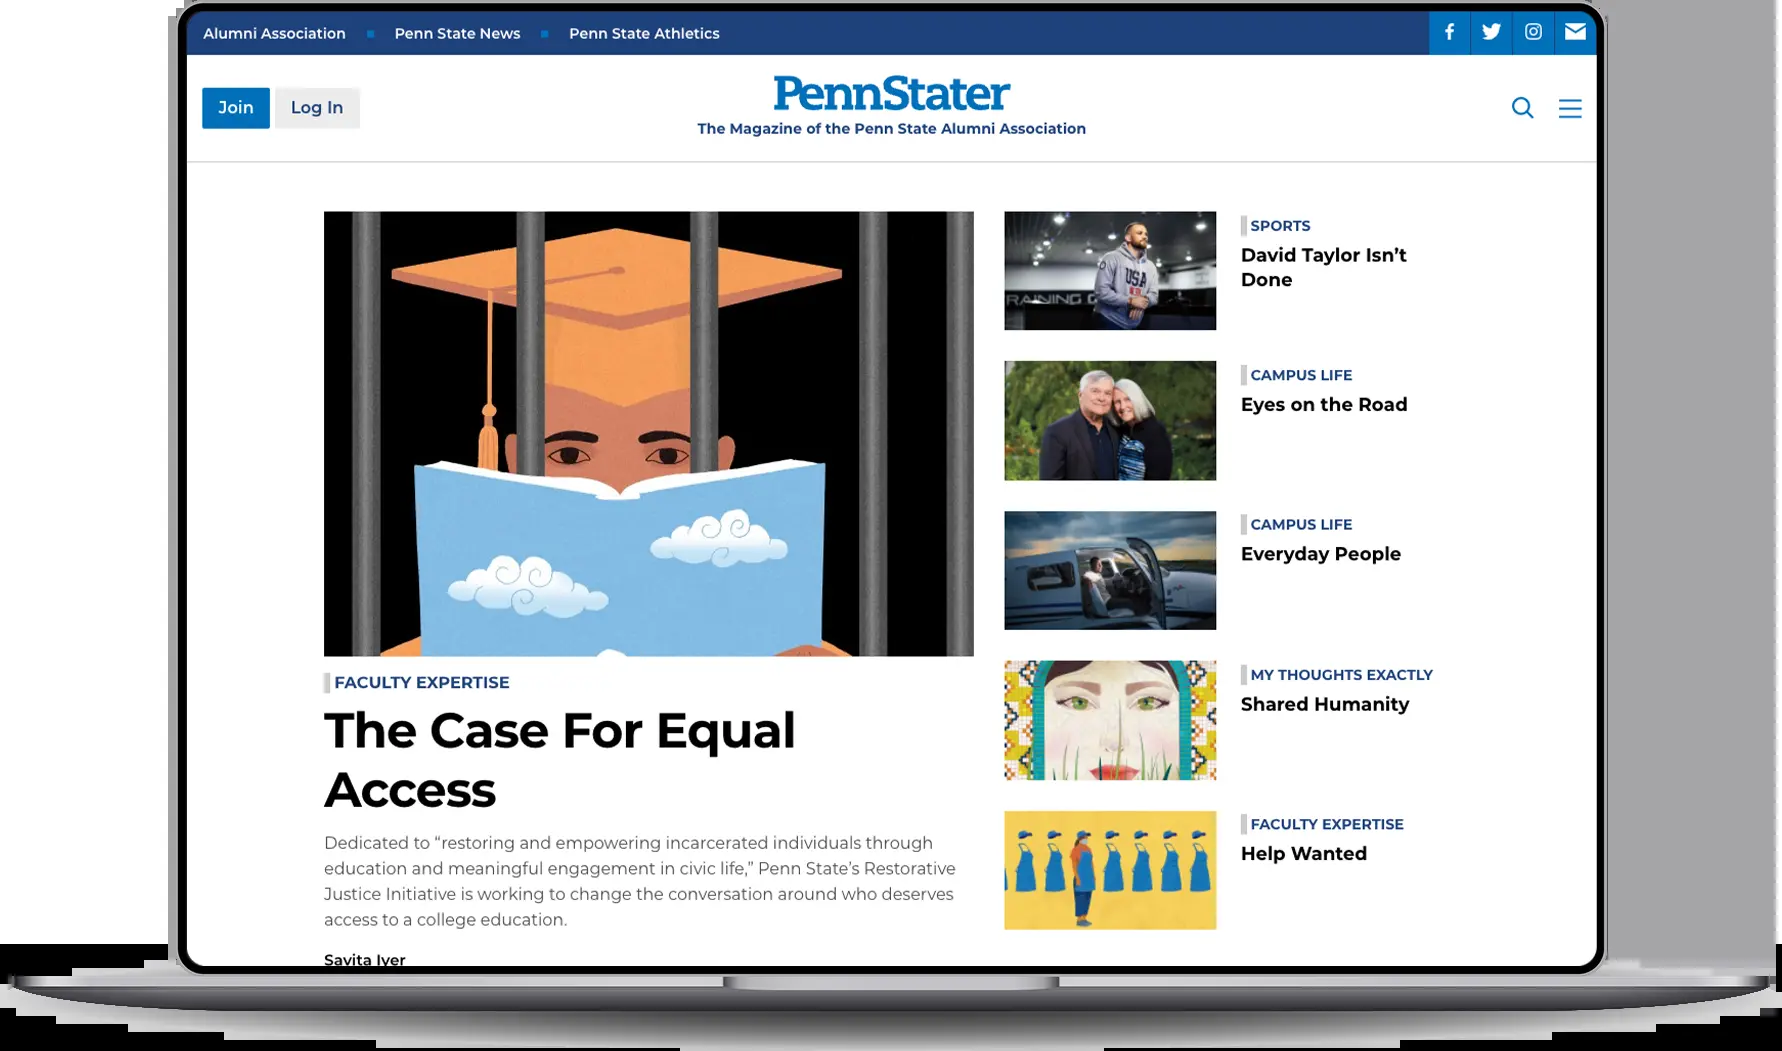 Alumni Association
Penn State News
Penn State Athletics
Join
Log In
PennStater
The Magazine of the Penn State Alumni Association
FACULTY EXPERTISE
The Case For Equal
Access
Dedicated to “restoring and empowering incarcerated individuals through
education and meaningful engagement in civic life,” Penn State’s Restorative
Justice Initiative is working to change the conversation around who deserves
access to a college education.
Savita Iyer
USA
TRAINING C
SPORTS
David Taylor Isn’t
Done
CAMPUS LIFE
Eyes on the Road
CAMPUS LIFE
Everyday People
MY THOUGHTS EXACTLY
Shared Humanity
FACULTY EXPERTISE
Help Wanted